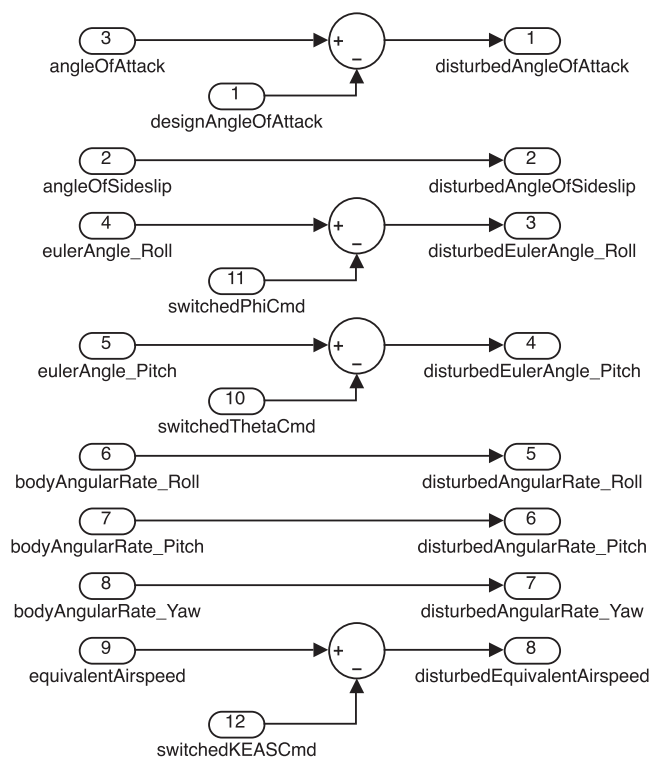 3
+
1
angleOfAttack
−
disturbedAngleOfAttack
1
designAngleOfAttack
2
2
angleOfSideslip
disturbedAngleOfSideslip
4
+
3
eulerAngle_Roll
−
disturbedEulerAngle_Roll
11
switchedPhiCmd
5
+
4
eulerAngle_Pitch
−
disturbedEulerAngle_Pitch
10
switchedThetaCmd
6
5
bodyAngularRate_Roll
disturbedAngularRate_Roll
7
6
bodyAngularRate_Pitch
disturbedAngularRate_Pitch
8
7
bodyAngularRate_Yaw
disturbedAngularRate_Yaw
9
+
8
equivalentAirspeed
−
disturbedEquivalentAirspeed
12
switchedKEASCmd